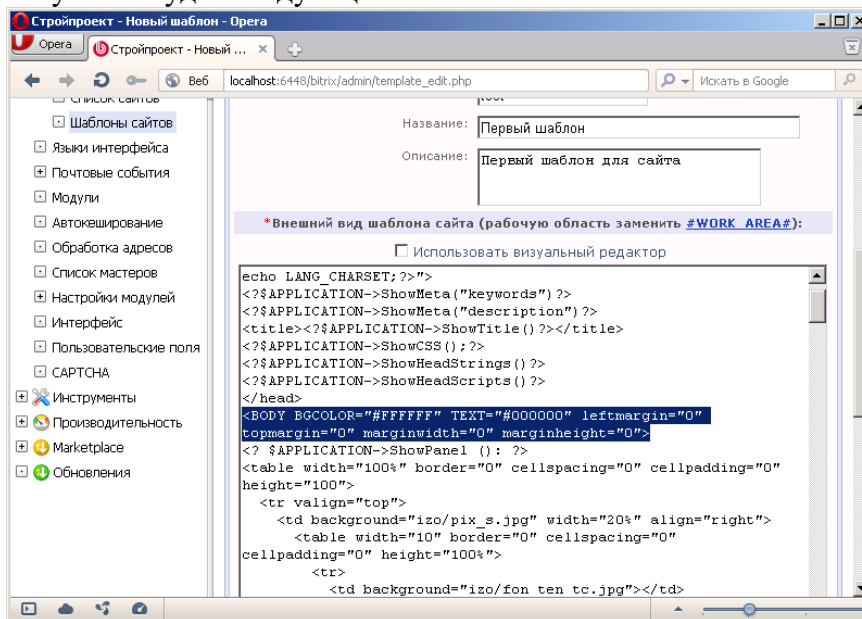 Стройпроект - Новый шаблон - Opera
Opera
Стройпроект - Новый ...
Веб
localhost:6448/bitrix/admin/template_edit.php
Искать в Google
Шаблоны сайтов
Языки интерфейса
Почтовые события
Модули
Автокеширование
Обработка адресов
Список мастеров
Настройки модулей
Интерфейс
Пользовательские поля
CAPTCHA
Инструменты
Производительность
Marketplace
Обновления
Название: Первый шаблон
Описание: Первый шаблон для сайта
*Внешний вид шаблона сайта (рабочую область заменить #WORK_AREA#):
Использовать визуальный редактор
echo LANG_CHARSET;?>">
<?$APPLICATION->ShowMeta("keywords")?>
<?$APPLICATION->ShowMeta("description")?>
<title><?$APPLICATION->ShowTitle()?></title>
<?$APPLICATION->ShowCSS();?>
<?$APPLICATION->ShowHeadStrings()?>
<?$APPLICATION->ShowHeadScripts()?>
</head>
<BODY BGCOLOR="#FFFFFF" TEXT="#000000" leftmargin="0"
topmargin="0" marginwidth="0" marginheight="0">
<? $APPLICATION->ShowPanel (): ?>
<table width="100%" border="0" cellspacing="0" cellpadding="0"
height="100">
<tr valign="top">
<td background="izo/pix_s.jpg" width="20%" align="right">
<table width="10" border="0" cellspacing="0"
cellpadding="0" height="100%">
<tr>
<td background="izo/fon ten tc.jpg"></td>